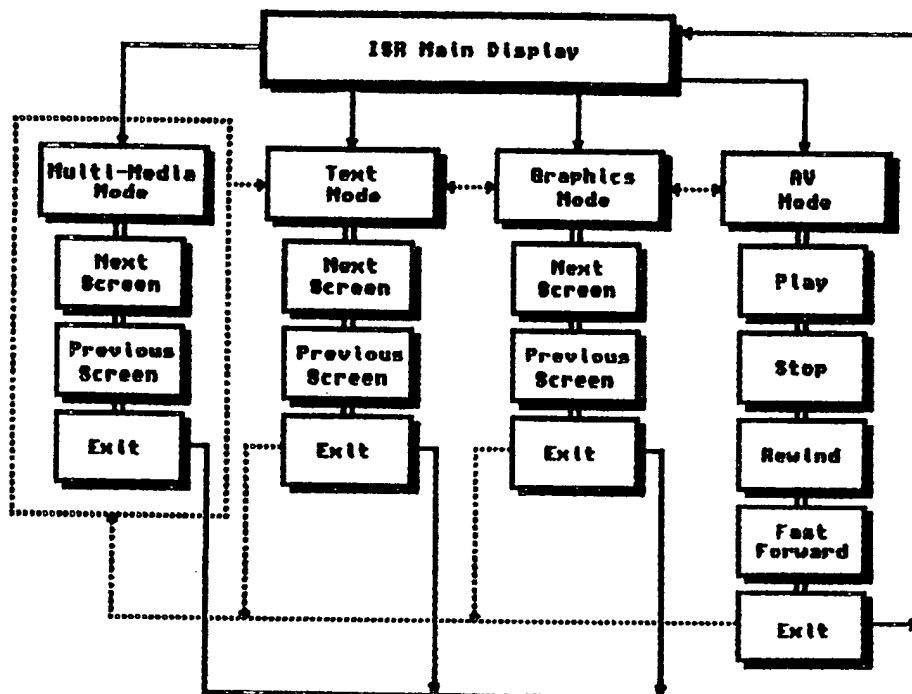 ISR Main Display
Multi-Media
Mode
Next
Screen
Previous
Screen
Exit
Text
Mode
Next
Screen
Previous
Screen
Exit
Graphics
Mode
Next
Screen
Previous
Screen
Exit
AV
Mode
Play
Stop
Rewind
Fast
Forward
Exit